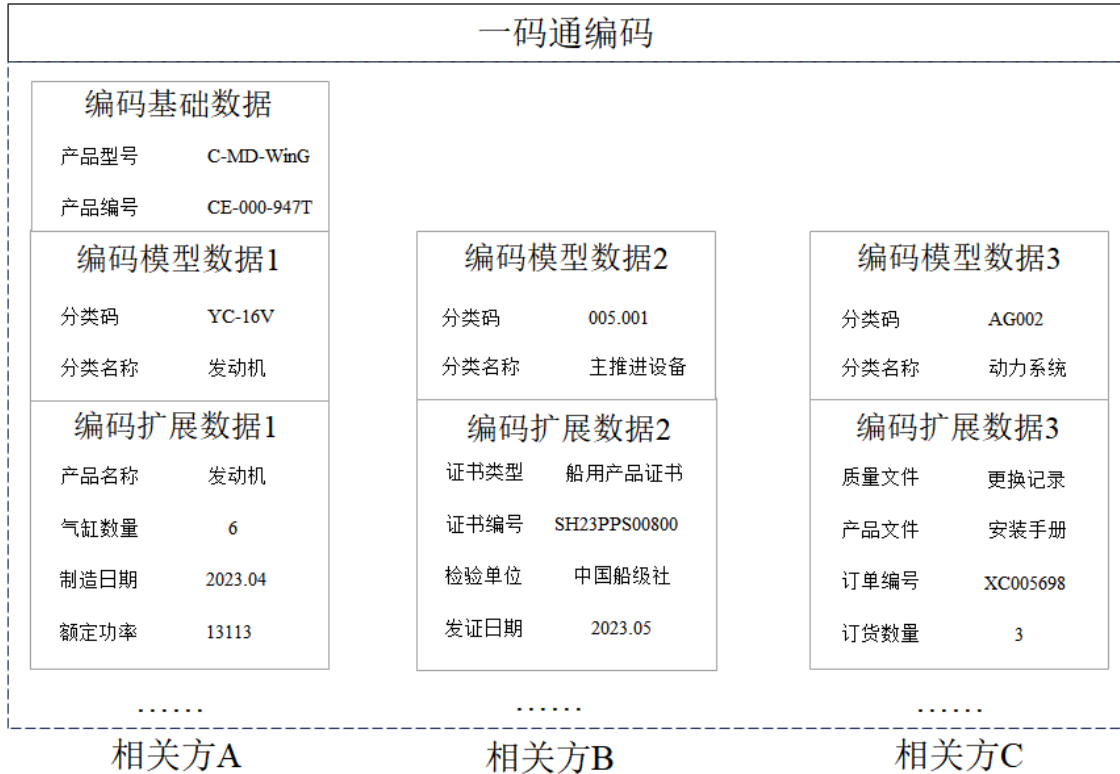 一码通编码
编码基础数据
产品型号 C-MD-WinG
产品编号 CE-000-947T
编码模型数据1
分类码 YC-16V
分类名称 发动机
编码扩展数据1
产品名称 发动机
气缸数量 6
制造日期 2023.04
额定功率 13113
……
相关方A
编码模型数据2
分类码 005.001
分类名称 主推进设备
编码扩展数据2
证书类型 船用产品证书
证书编号 SH23PPS00800
检验单位 中国船级社
发证日期 2023.05
……
相关方B
编码模型数据3
分类码 AG002
分类名称 动力系统
编码扩展数据3
质量文件 更换记录
产品文件 安装手册
订单编号 XC005698
订货数量 3
……
相关方C